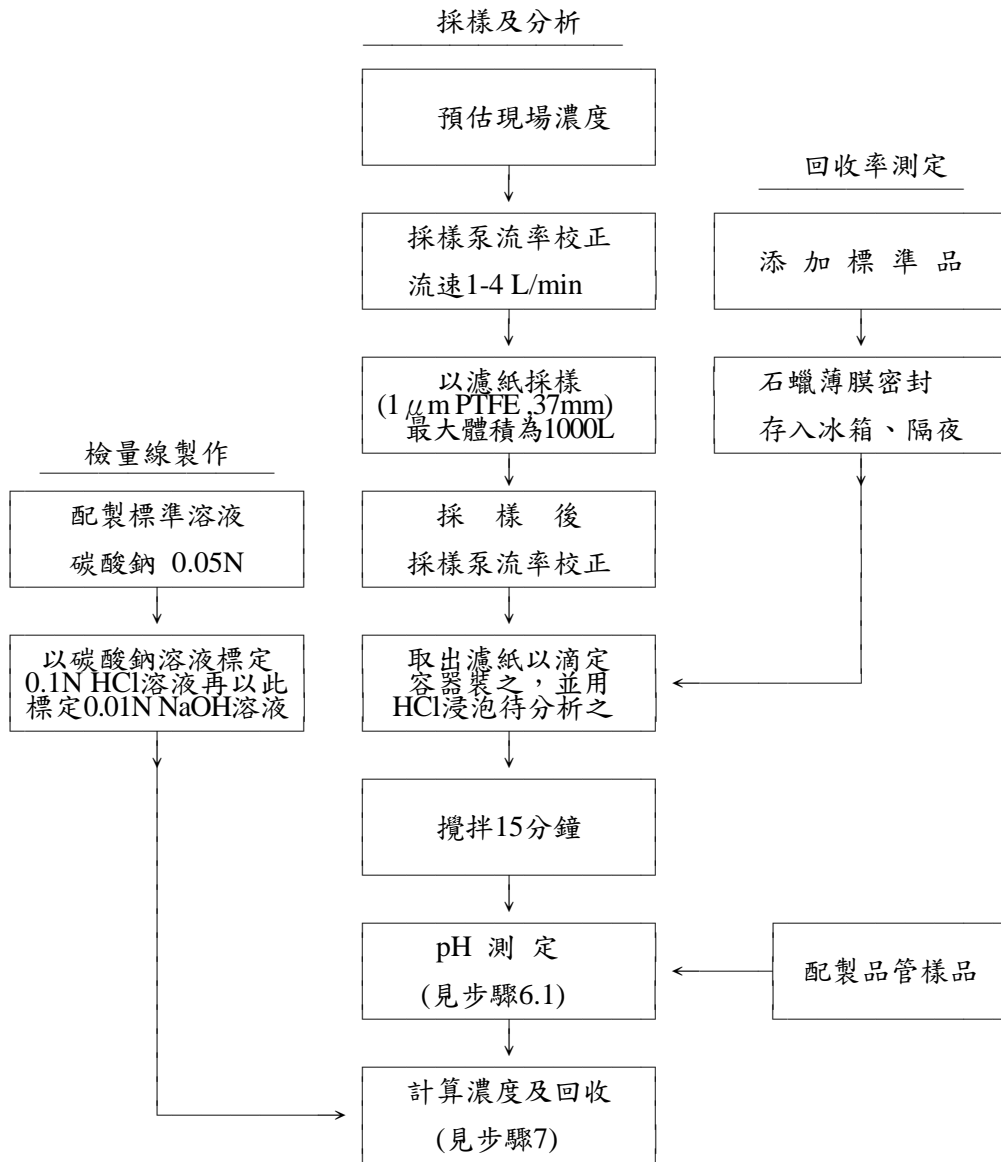 採樣及分析
預估現場濃度
採樣泵流率校正
流速1-4 L/min
以濾紙採樣
(1μm PTFE ,37mm)
最大體積為1000L
採 樣 後
採樣泵流率校正
取出濾紙以滴定
容器裝之，並用
HCl浸泡待分析之
攪拌15分鐘
pH 測 定
(見步驟6.1)
計算濃度及回收
(見步驟7)
回收率測定
添 加 標 準 品
石蠟薄膜密封
存入冰箱、隔夜
配製品管樣品
檢量線製作
配製標準溶液
碳酸鈉 0.05N
以碳酸鈉溶液標定
0.1N HCl溶液再以此
標定0.01N NaOH溶液